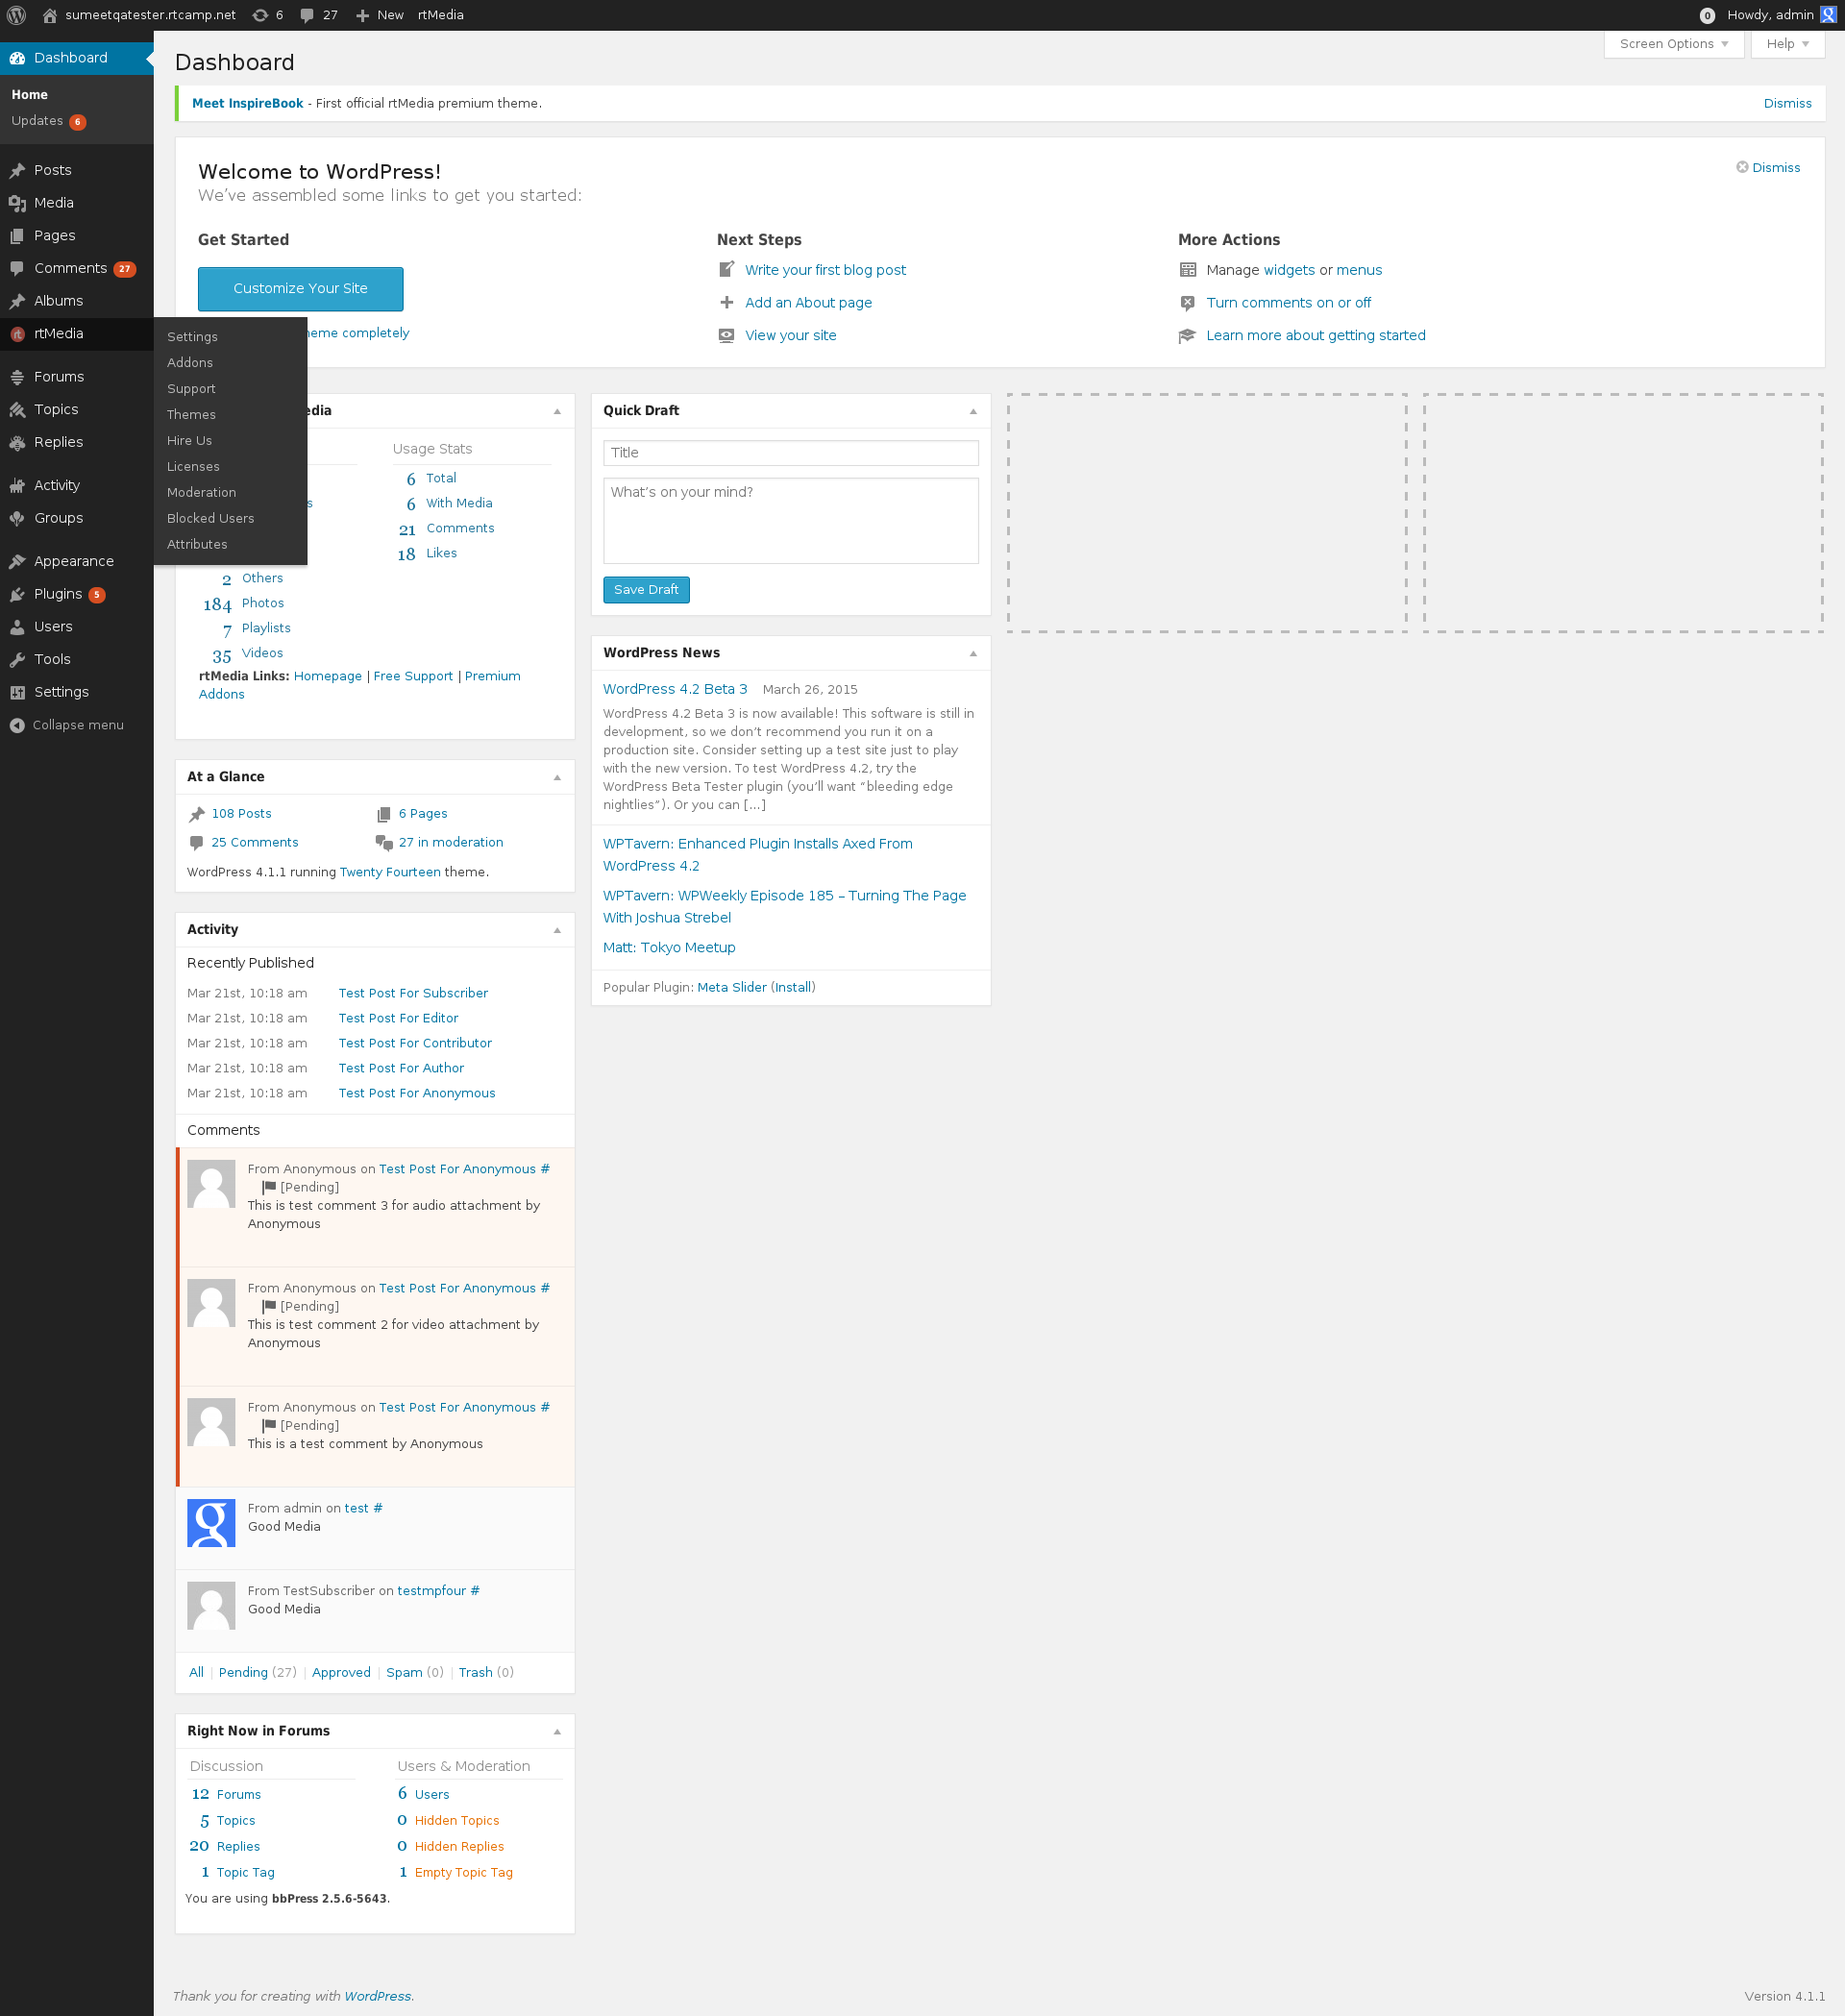 sumeetqatester.rtcamp.net 6 27 New rtMedia 0 Howdy, admin
Dashboard
Home
Updates 6
Posts
Media
Pages
Comments 27
Albums
rtMedia
Forums
Topics
Replies
Activity
Groups
Appearance
Plugins 5
Users
Tools
Settings
Collapse menu
Settings
Addons
Support
Themes
Hire Us
Licenses
Moderation
Blocked Users
Attributes
Screen Options Help
Dashboard
Meet InspireBook - First official rtMedia premium theme. Dismiss
Welcome to WordPress! Dismiss
We’ve assembled some links to get you started:
Get Started
Customize Your Site
heme completely
Next Steps
Write your first blog post
Add an About page
View your site
More Actions
Manage widgets or menus
Turn comments on or off
Learn more about getting started
edia
Usage Stats
6 Total
6 With Media
21 Comments
18 Likes
s
2 Others
184 Photos
7 Playlists
35 Videos
rtMedia Links: Homepage | Free Support | Premium
Addons
At a Glance
108 Posts 6 Pages
25 Comments 27 in moderation
WordPress 4.1.1 running Twenty Fourteen theme.
Activity
Recently Published
Mar 21st, 10:18 am Test Post For Subscriber
Mar 21st, 10:18 am Test Post For Editor
Mar 21st, 10:18 am Test Post For Contributor
Mar 21st, 10:18 am Test Post For Author
Mar 21st, 10:18 am Test Post For Anonymous
Comments
From Anonymous on Test Post For Anonymous #
[Pending]
This is test comment 3 for audio attachment by
Anonymous
From Anonymous on Test Post For Anonymous #
[Pending]
This is test comment 2 for video attachment by
Anonymous
From Anonymous on Test Post For Anonymous #
[Pending]
This is a test comment by Anonymous
From admin on test #
Good Media
From TestSubscriber on testmpfour #
Good Media
All | Pending (27) | Approved | Spam (0) | Trash (0)
Right Now in Forums
Discussion
12 Forums
5 Topics
20 Replies
1 Topic Tag
Users & Moderation
6 Users
0 Hidden Topics
0 Hidden Replies
1 Empty Topic Tag
You are using bbPress 2.5.6-5643.
Quick Draft
Title
What’s on your mind?
Save Draft
WordPress News
WordPress 4.2 Beta 3 March 26, 2015
WordPress 4.2 Beta 3 is now available! This software is still in
development, so we don’t recommend you run it on a
production site. Consider setting up a test site just to play
with the new version. To test WordPress 4.2, try the
WordPress Beta Tester plugin (you’ll want “bleeding edge
nightlies”). Or you can […]
WPTavern: Enhanced Plugin Installs Axed From
WordPress 4.2
WPTavern: WPWeekly Episode 185 – Turning The Page
With Joshua Strebel
Matt: Tokyo Meetup
Popular Plugin: Meta Slider (Install)
Thank you for creating with WordPress. Version 4.1.1